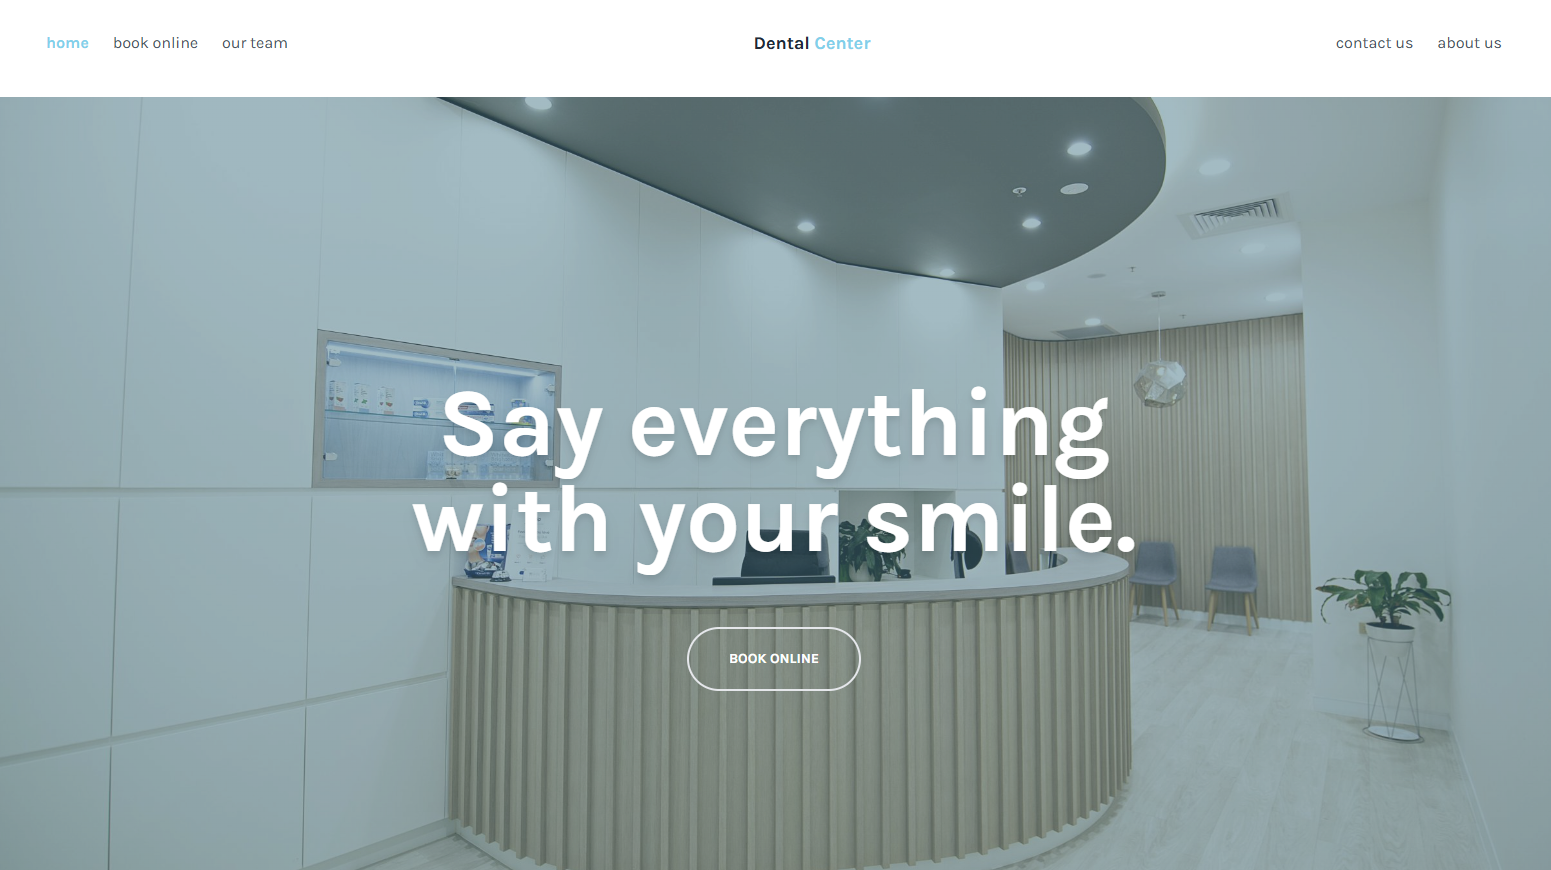 home book online our team Dental Center contact us about us
Say everything
with your smile.
BOOK ONLINE